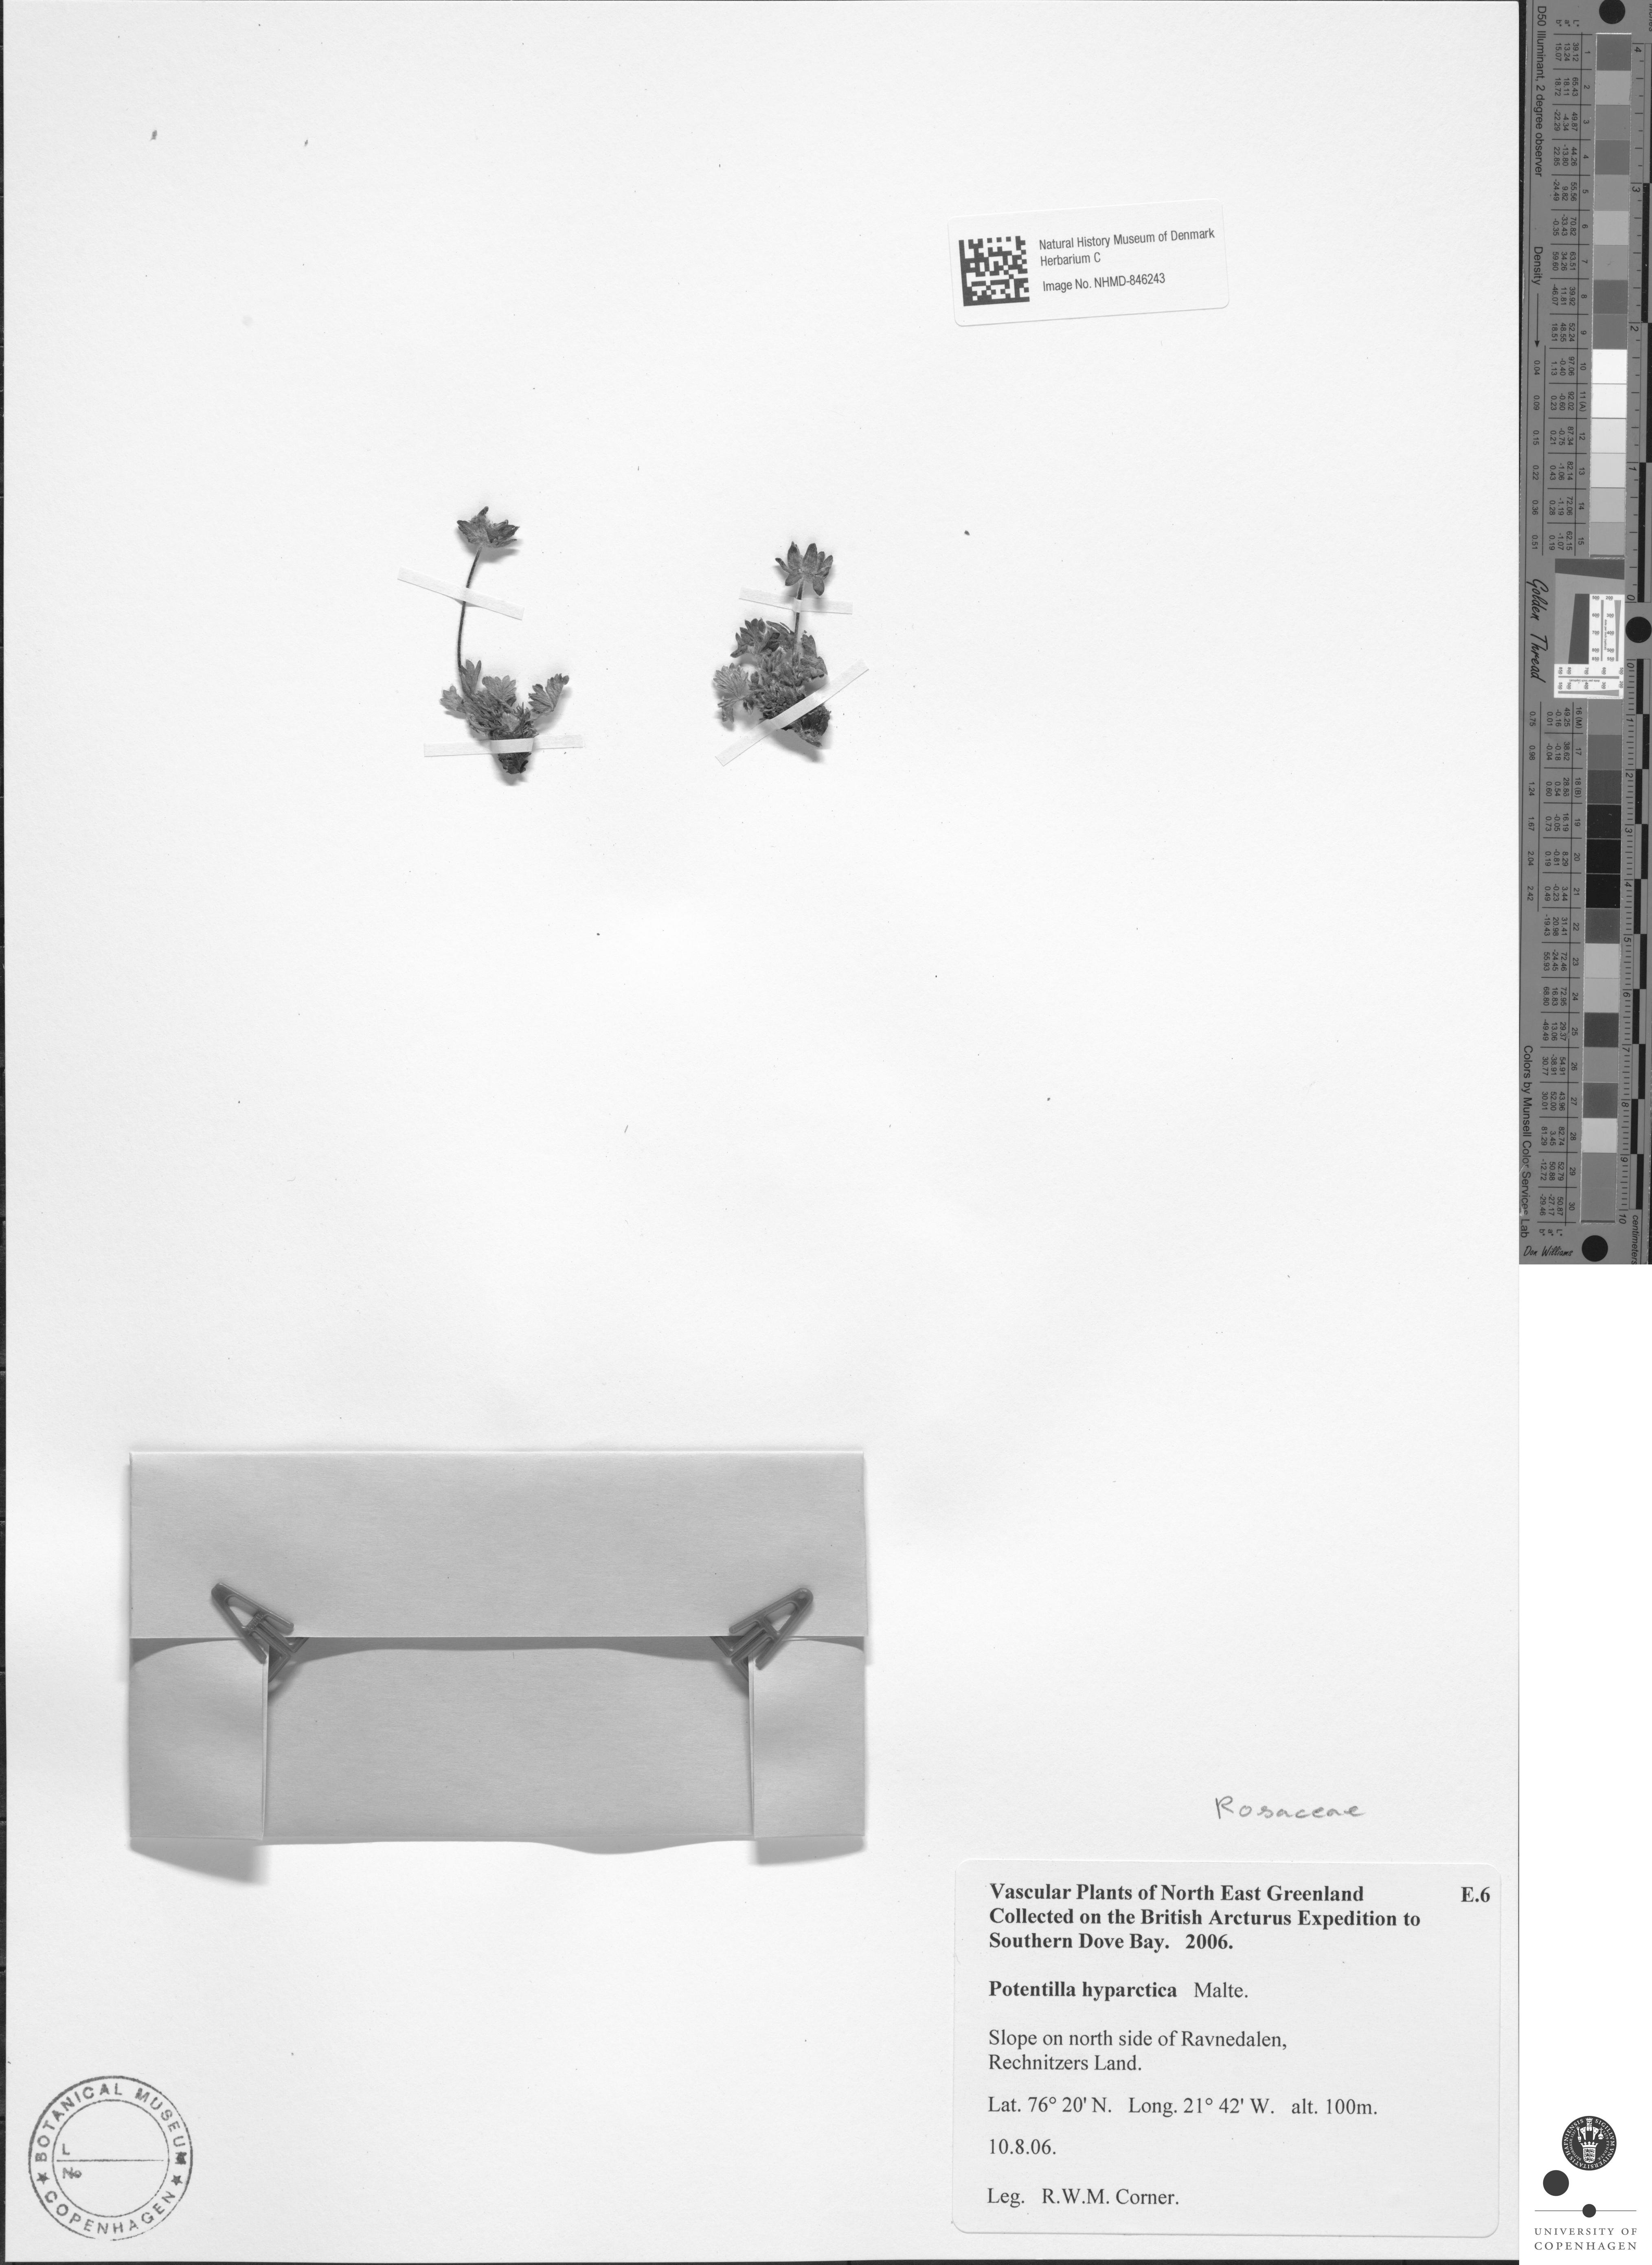 Natural History Museum of Denmark
Herbarium C
Image No. NHMD-846243
Rosaceae
Vascular Plants of North East Greenland E.6
Collected on the British Arcturus Expedition to
Southern Dove Bay. 2006.
Potentilla hyparctica Malte.
Slope on north side of Ravnedalen,
Rechnitzers Land.
Lat. 76° 20' N. Long. 21° 42' W. alt. 100m.
10.8.06.
Leg. R.W.M. Corner.
BOTANICAL MUSEUM
COPENHAGEN
L
No
D50 Illuminant, 2 degree observer
Density
Golden Thread
Colors by Munsell Color Services Lab
Don Williams
centimeters
UNIVERSITY OF
COPENHAGEN